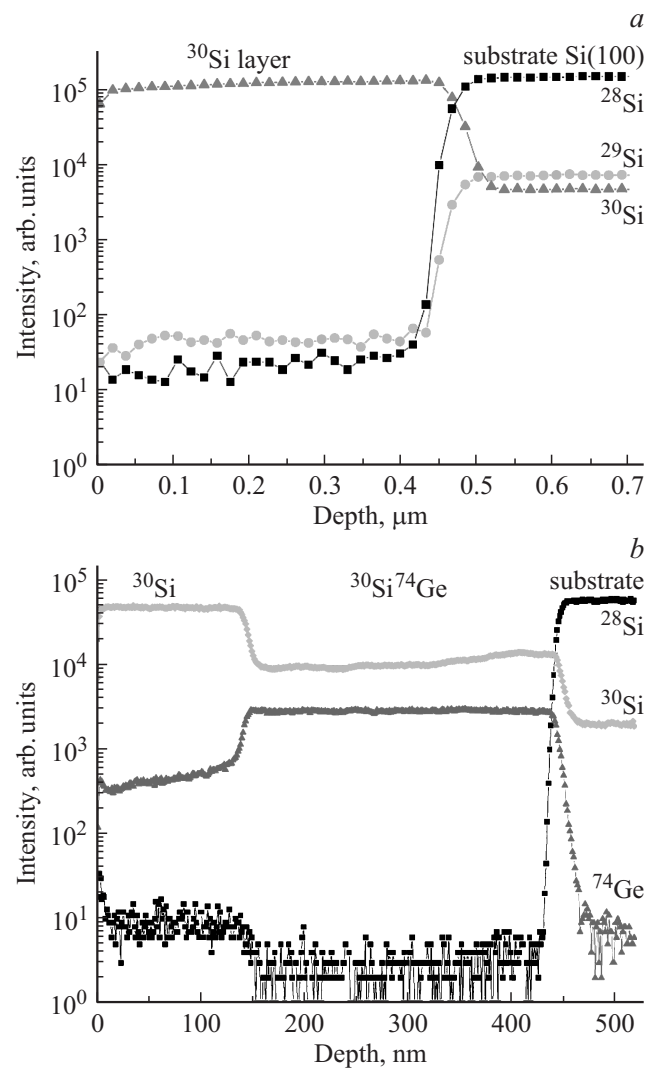 a
³⁰Si layer
substrate Si(100)
²⁸Si
²⁹Si
³⁰Si
Intensity, arb. units
10⁵
10⁴
10³
10²
10¹
10⁰
0 0.1 0.2 0.3 0.4 0.5 0.6 0.7
Depth, μm
b
³⁰Si
³⁰Si⁷⁴Ge
substrate
²⁸Si
³⁰Si
⁷⁴Ge
Intensity, arb. units
10⁵
10⁴
10³
10²
10¹
10⁰
0 100 200 300 400 500
Depth, nm